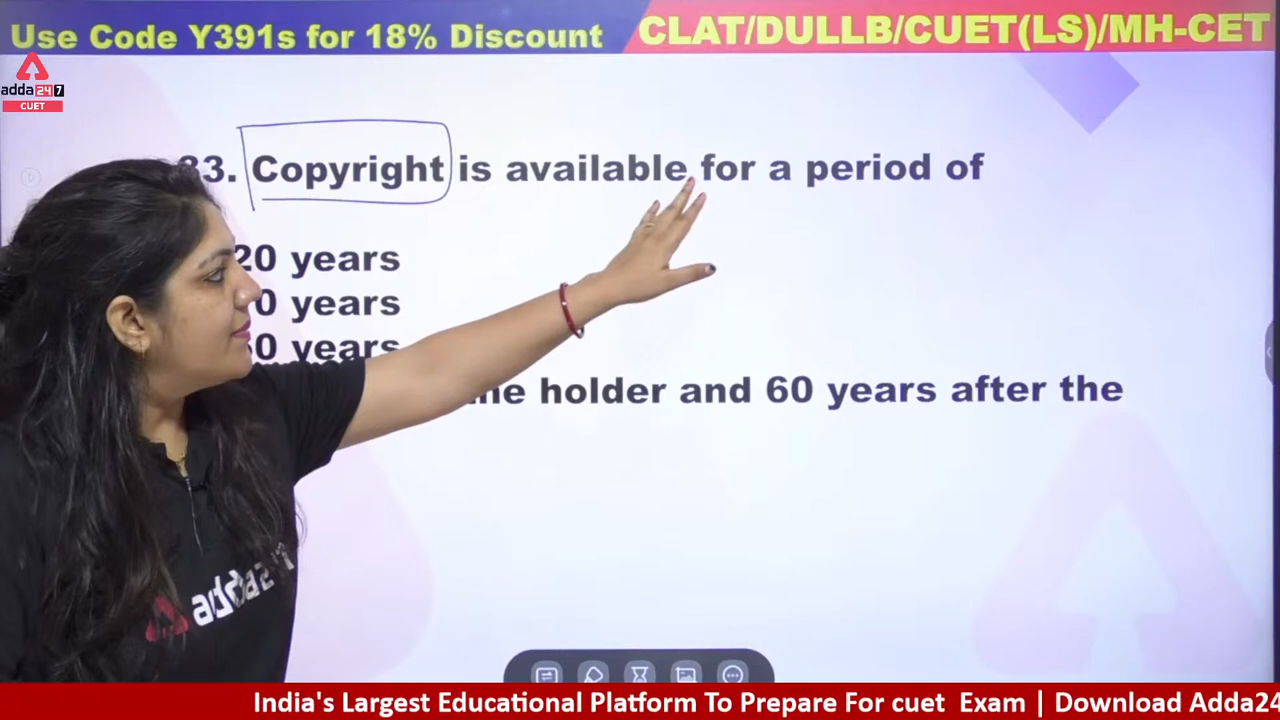 Use Code Y391s for 18% Discount
CLAT/DULLB/CUET(LS)/MH-CET
adda247
CUET
33. Copyright is available for a period of
20 years
years
years
holder and 60 years after the
adda247
India's Largest Educational Platform To Prepare For cuet Exam | Download Adda24